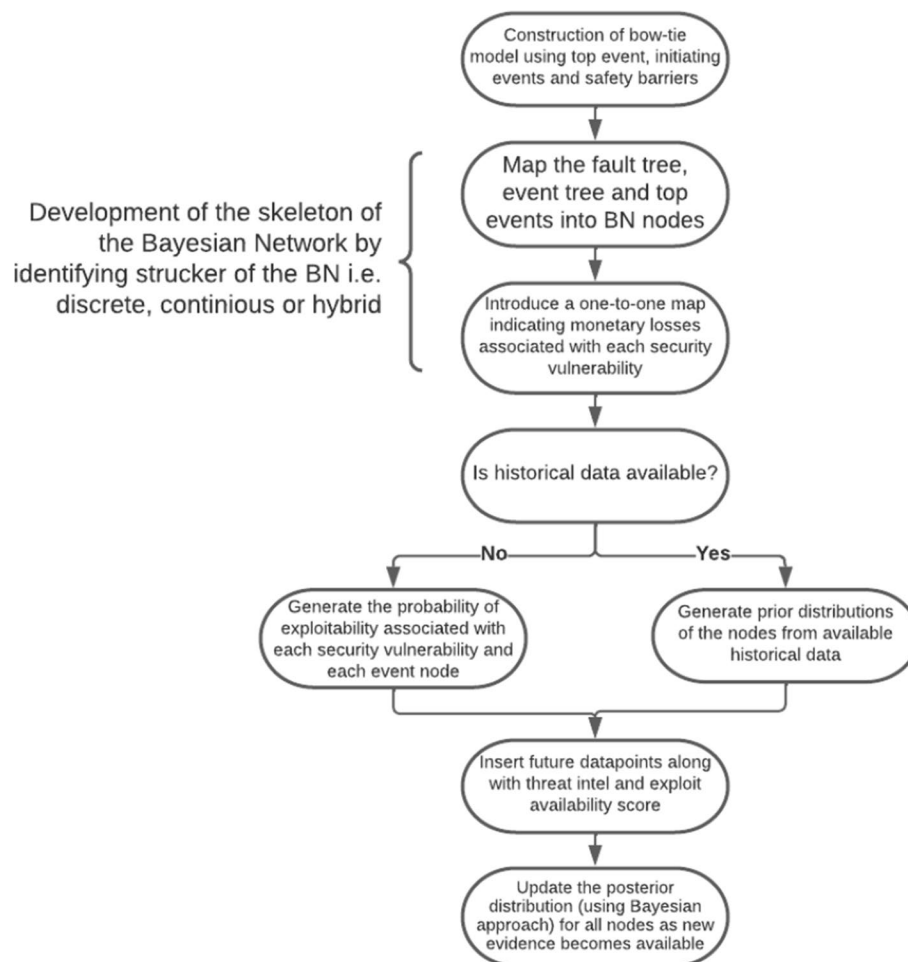 Construction of bow-tie
model using top event, initiating
events and safety barriers
Map the fault tree,
event tree and top
events into BN nodes
Development of the skeleton of
the Bayesian Network by
identifying strucker of the BN i.e.
discrete, continious or hybrid
Introduce a one-to-one map
indicating monetary losses
associated with each security
vulnerability
Is historical data available?
No
Yes
Generate the probability of
exploitability associated with
each security vulnerability and
each event node
Generate prior distributions
of the nodes from available
historical data
Insert future datapoints along
with threat intel and exploit
availability score
Update the posterior
distribution (using Bayesian
approach) for all nodes as new
evidence becomes available